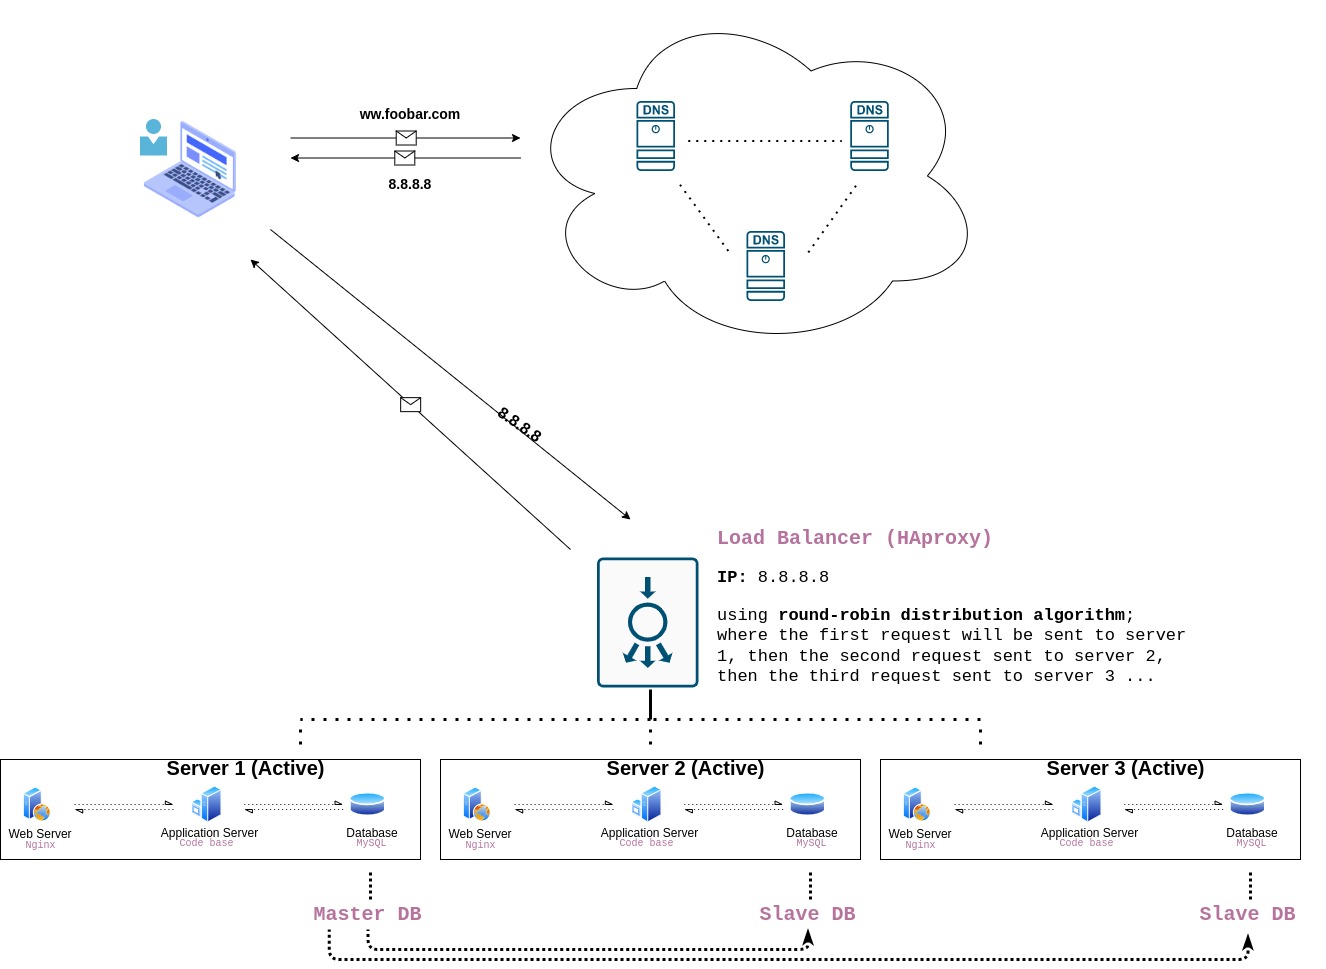 ww.foobar.com
DNS
DNS
8.8.8.8
DNS
8.8.8.8
Load Balancer (HAproxy)
IP: 8.8.8.8
using round-robin distribution algorithm;
where the first request will be sent to server
1, then the second request sent to server 2,
then the third request sent to server 3 ...
Server 1 (Active)
Web Server
Nginx
Application Server
Code base
Database
MySQL
Server 2 (Active)
Web Server
Nginx
Application Server
Code base
Database
MySQL
Server 3 (Active)
Web Server
Nginx
Application Server
Code base
Database
MySQL
Master DB
Slave DB
Slave DB